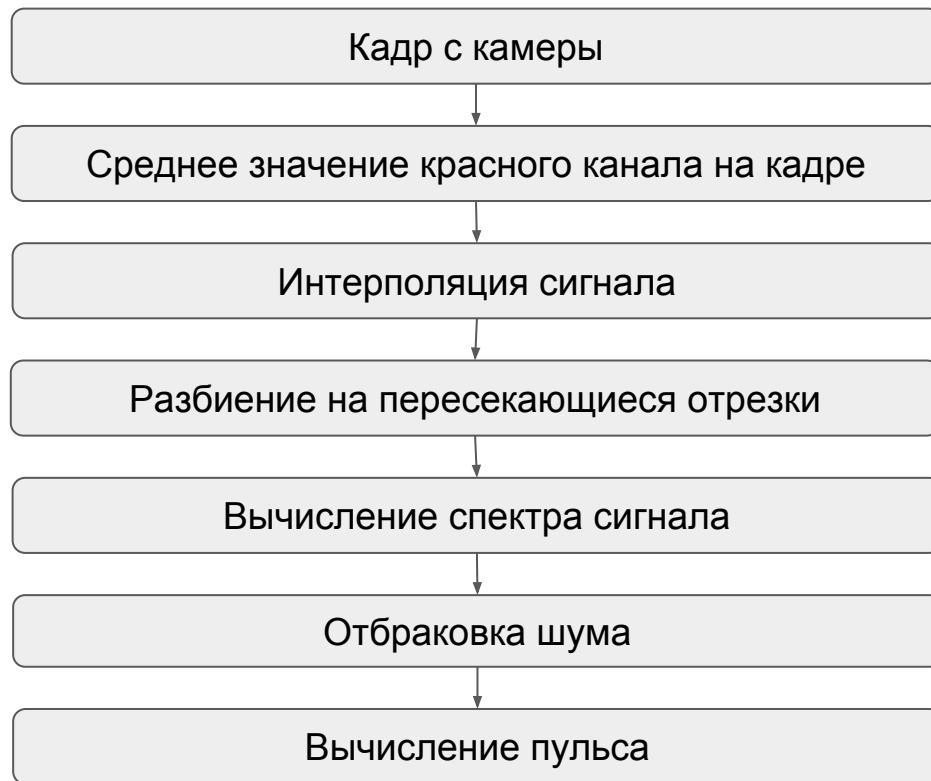 Кадр с камеры
Среднее значение красного канала на кадре
Интерполяция сигнала
Разбиение на пересекающиеся отрезки
Вычисление спектра сигнала
Отбраковка шума
Вычисление пульса